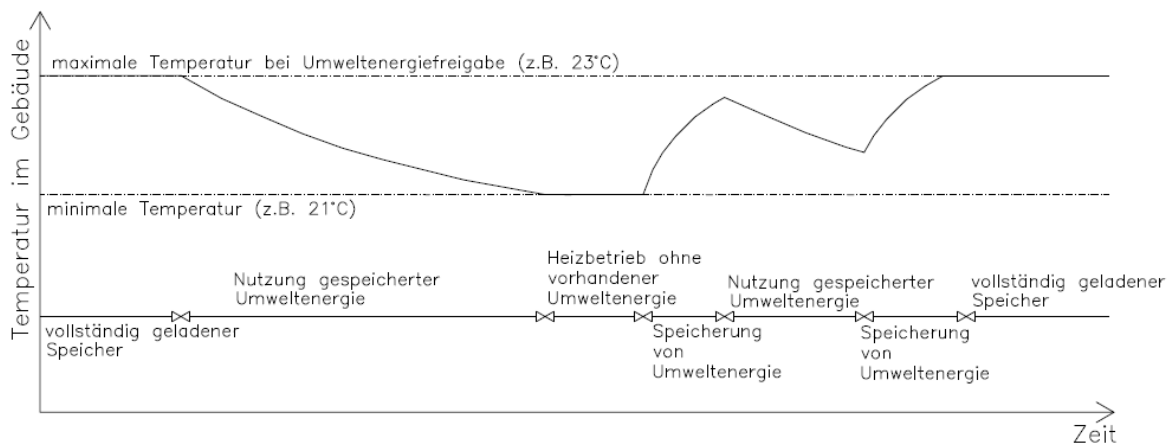 Temperatur im Gebäude
maximale Temperatur bei Umweltenergiefreigabe (z.B. 23°C)
minimale Temperatur (z.B. 21°C)
vollständig geladener
Speicher
Nutzung gespeicherter
Umweltenergie
Heizbetrieb ohne
vorhandener
Umweltenergie
Speicherung
von
Umweltenergie
Nutzung gespeicherter
Umweltenergie
Speicherung
von
Umweltenergie
vollständig geladener
Speicher
Zeit